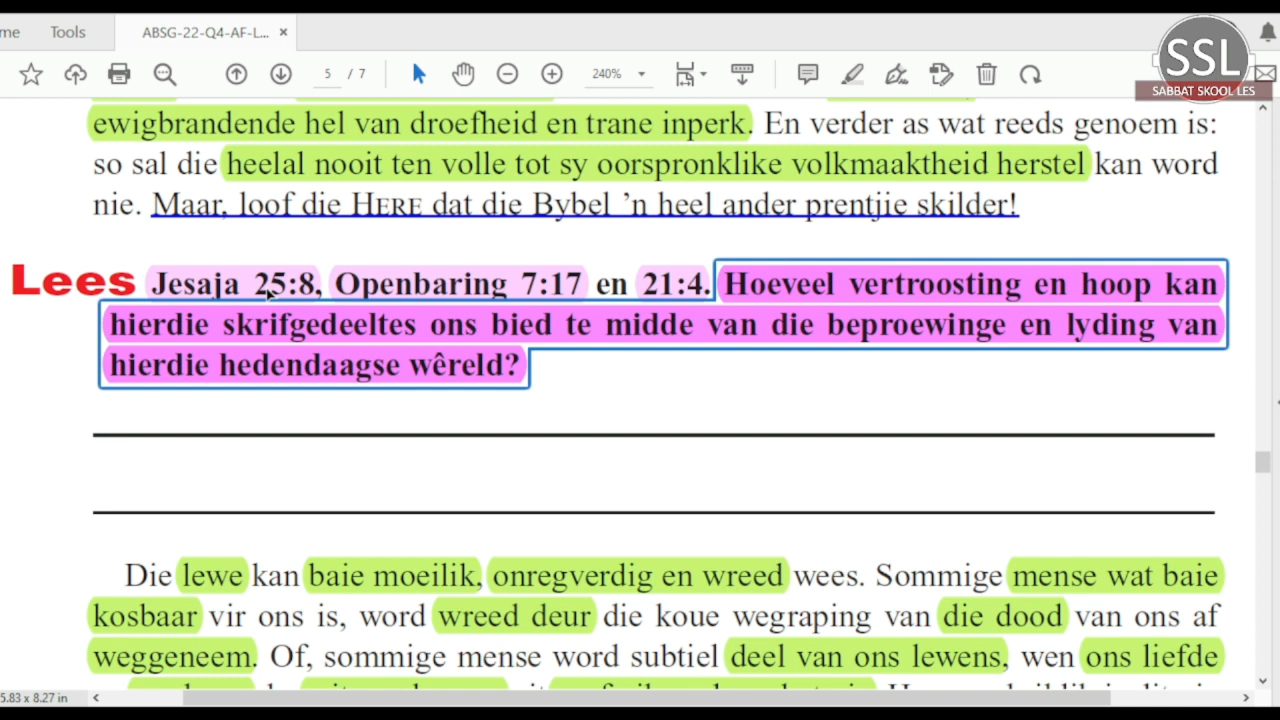 me Tools ABSG-22-Q4-AF-L... ×
SSL
SABBAT SKOOL LES
5 / 7 240%
ewigbrandende hel van droefheid en trane inperk. En verder as wat reeds genoem is:
so sal die heelal nooit ten volle tot sy oorspronklike volkmaaktheid herstel kan word
nie. Maar, loof die HERE dat die Bybel ’n heel ander prentjie skilder!
Lees Jesaja 25:8, Openbaring 7:17 en 21:4. Hoeveel vertroosting en hoop kan
hierdie skrifgedeeltes ons bied te midde van die beproewinge en lyding van
hierdie hedendaagse wêreld?
Die lewe kan baie moeilik, onregverdig en wreed wees. Sommige mense wat baie
kosbaar vir ons is, word wreed deur die koue wegraping van die dood van ons af
weggeneem. Of, sommige mense word subtiel deel van ons lewens, wen ons liefde
5.83 x 8.27 in